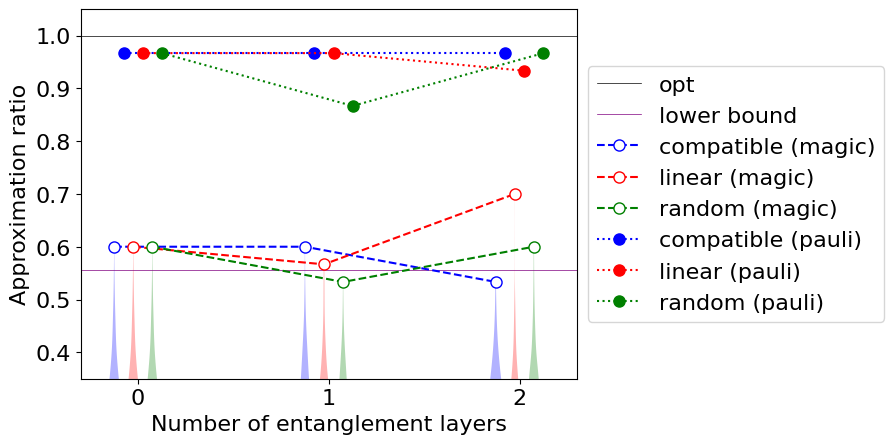 1.0
0.9
0.8
0.7
0.6
0.5
0.4
Approximation ratio
0
1
2
Number of entanglement layers
opt
lower bound
compatible (magic)
linear (magic)
random (magic)
compatible (pauli)
linear (pauli)
random (pauli)